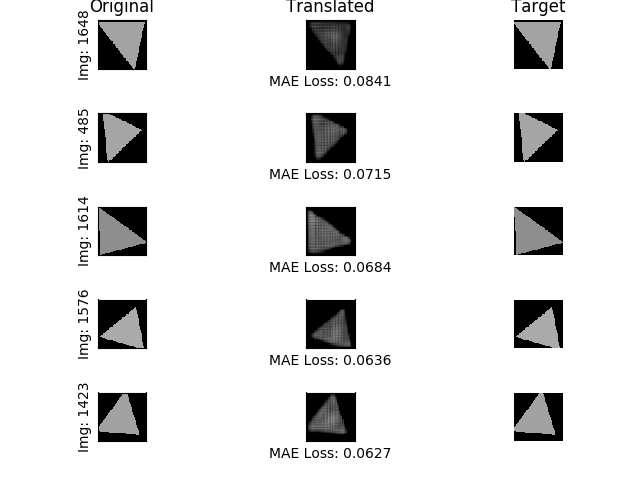 Original Translated Target
Img: 1648
MAE Loss: 0.0841
Img: 485
MAE Loss: 0.0715
Img: 1614
MAE Loss: 0.0684
Img: 1576
MAE Loss: 0.0636
Img: 1423
MAE Loss: 0.0627